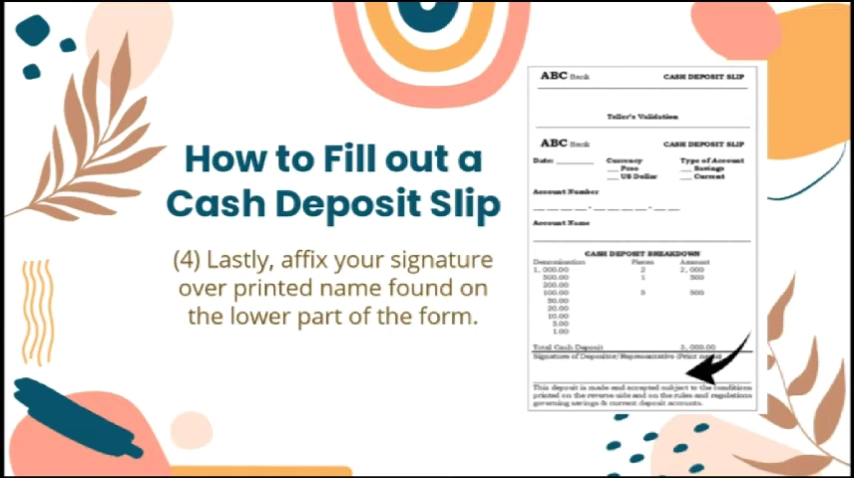 How to Fill out a
Cash Deposit Slip
(4) Lastly, affix your signature
over printed name found on
the lower part of the form.
ABC Bank CASH DEPOSIT SLIP
Teller's Validation
ABC Bank CASH DEPOSIT SLIP
Date: Currency Type of Account
Peso Savings
US Dollar Current
Account Number
Account Name
CASH DEPOSIT BREAKDOWN
Denomination Pieces Amount
1, 000.00 2 2, 000
500.00 1 500
200.00
100.00 5 500
50.00
20.00
10.00
5.00
1.00
Total Cash Deposit 3, 000.00
Signature of Depositor/Representative (Print name)
This deposit is made and accepted subject to the conditions
printed on the reverse side and on the rules and regulations
governing savings & current deposit accounts.